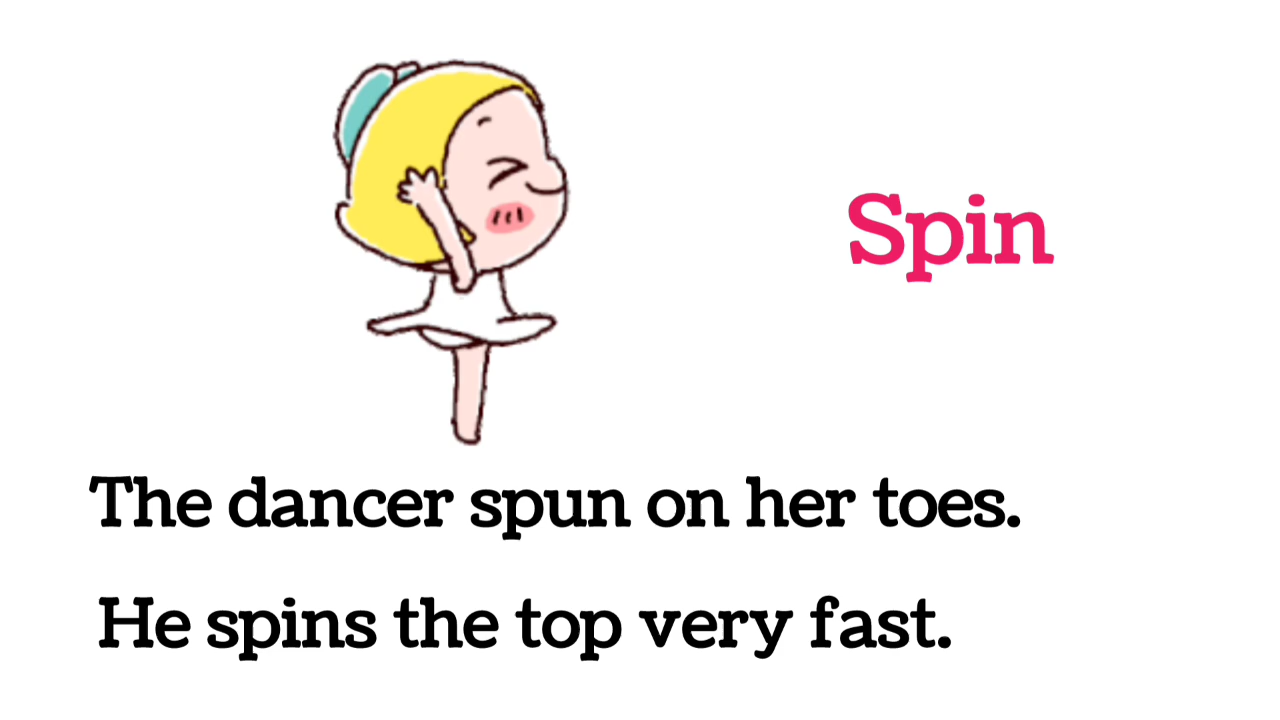 Spin
The dancer spun on her toes.
He spins the top very fast.